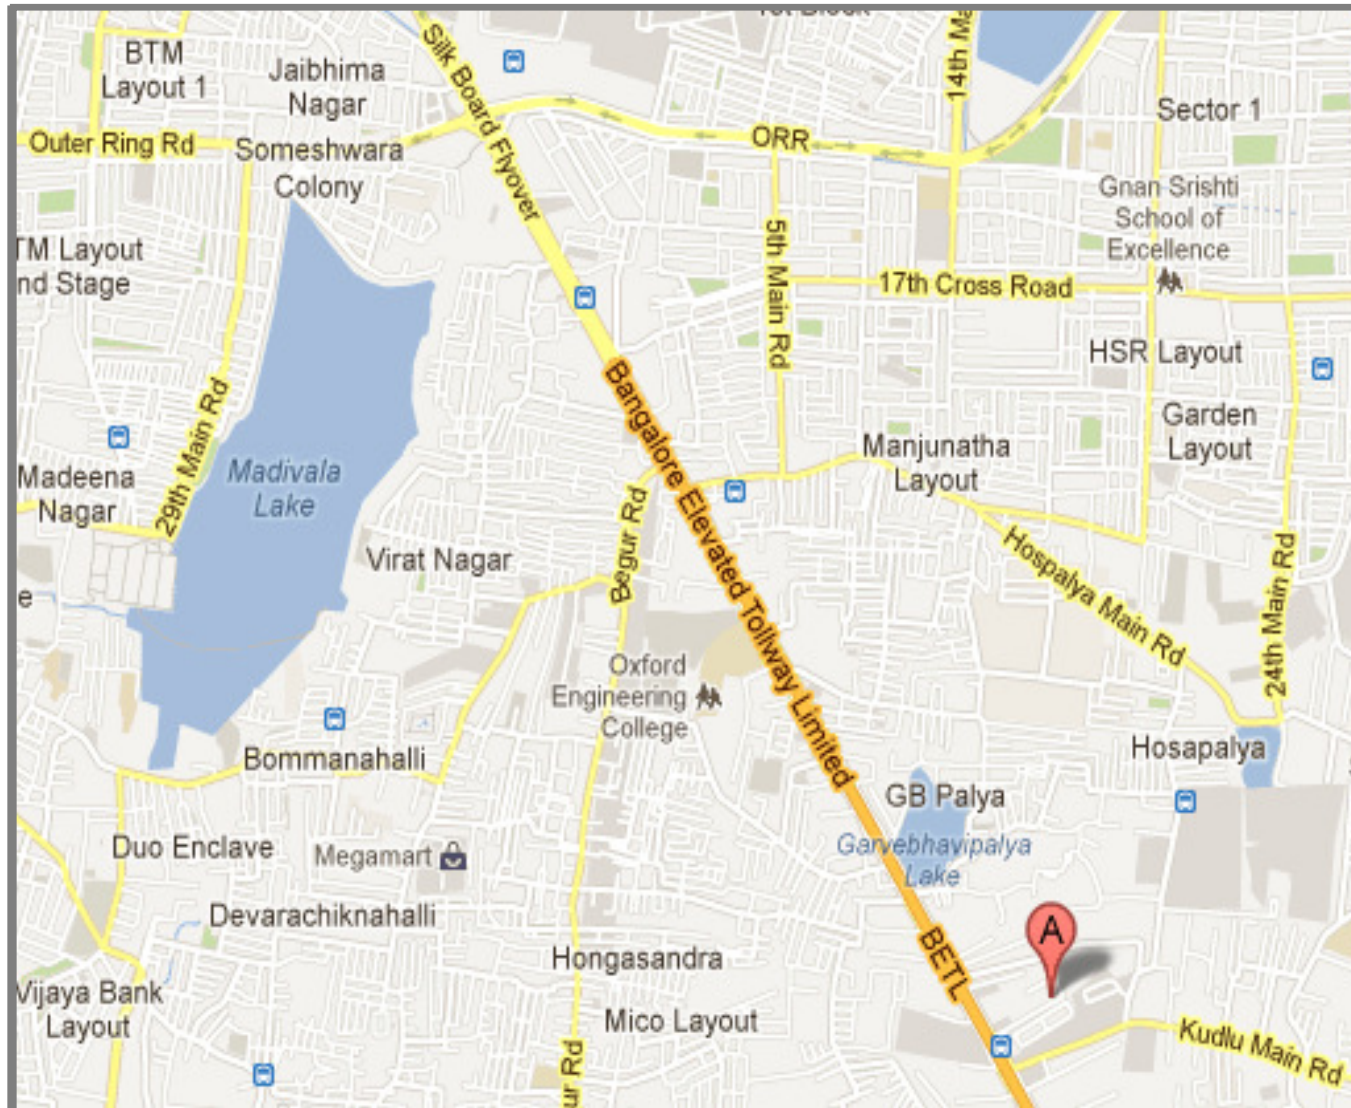 BTM
Layout 1
Jaibhima
Nagar
Silk Board Flyover
14th Ma
Sector 1
Outer Ring Rd
Someshwara
Colony
ORR
Gnan Srishti
School of
Excellence
TM Layout
nd Stage
5th Main Rd
17th Cross Road
HSR Layout
Garden
Layout
29th Main Rd
Bangalore Elevated Tollway Limited
Manjunatha
Layout
Madivala
Lake
Madeena
Nagar
Begur Rd
Virat Nagar
Hospalya Main Rd
24th Main Rd
e
Oxford
Engineering
College
Bommanahalli
Hosapalya
GB Palya
Duo Enclave
Megamart
Garvebhavipalya
Lake
Devarachiknahalli
A
BETL
Hongasandra
Vijaya Bank
Layout
Mico Layout
Kudlu Main Rd
ur Rd